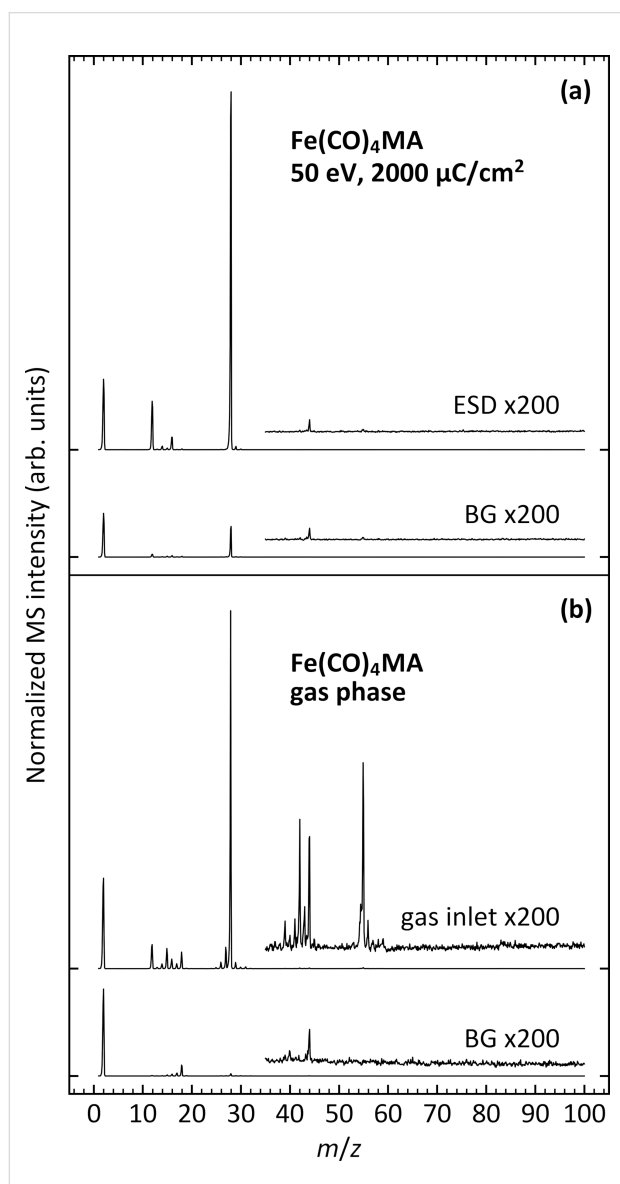 (a)
Fe(CO)₄MA
50 eV, 2000 µC/cm²
ESD x200
BG x200
(b)
Fe(CO)₄MA
gas phase
gas inlet x200
BG x200
Normalized MS intensity (arb. units)
0 10 20 30 40 50 60 70 80 90 100
m/z